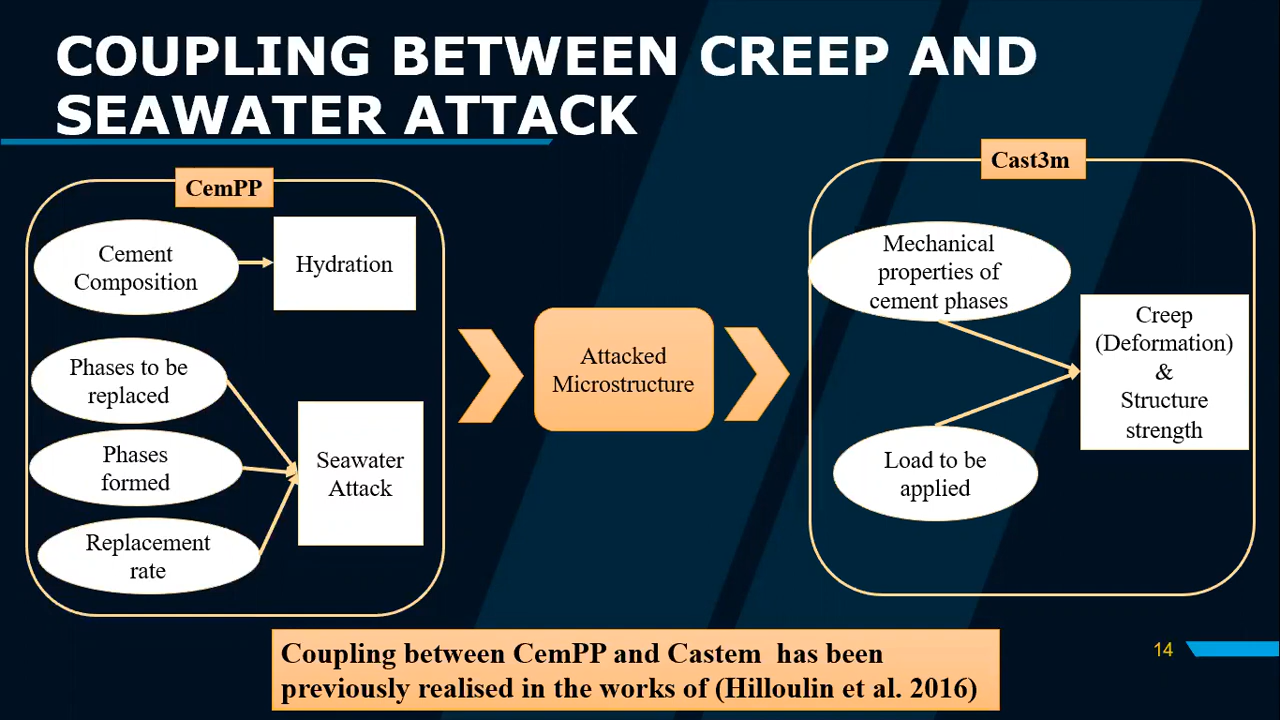 COUPLING BETWEEN CREEP AND
SEAWATER ATTACK
CemPP
Cement
Composition
Hydration
Phases to be
replaced
Phases
formed
Replacement
rate
Seawater
Attack
Attacked
Microstructure
Cast3m
Mechanical
properties of
cement phases
Load to be
applied
Creep
(Deformation)
&
Structure
strength
Coupling between CemPP and Castem has been
previously realised in the works of (Hilloulin et al. 2016)
14